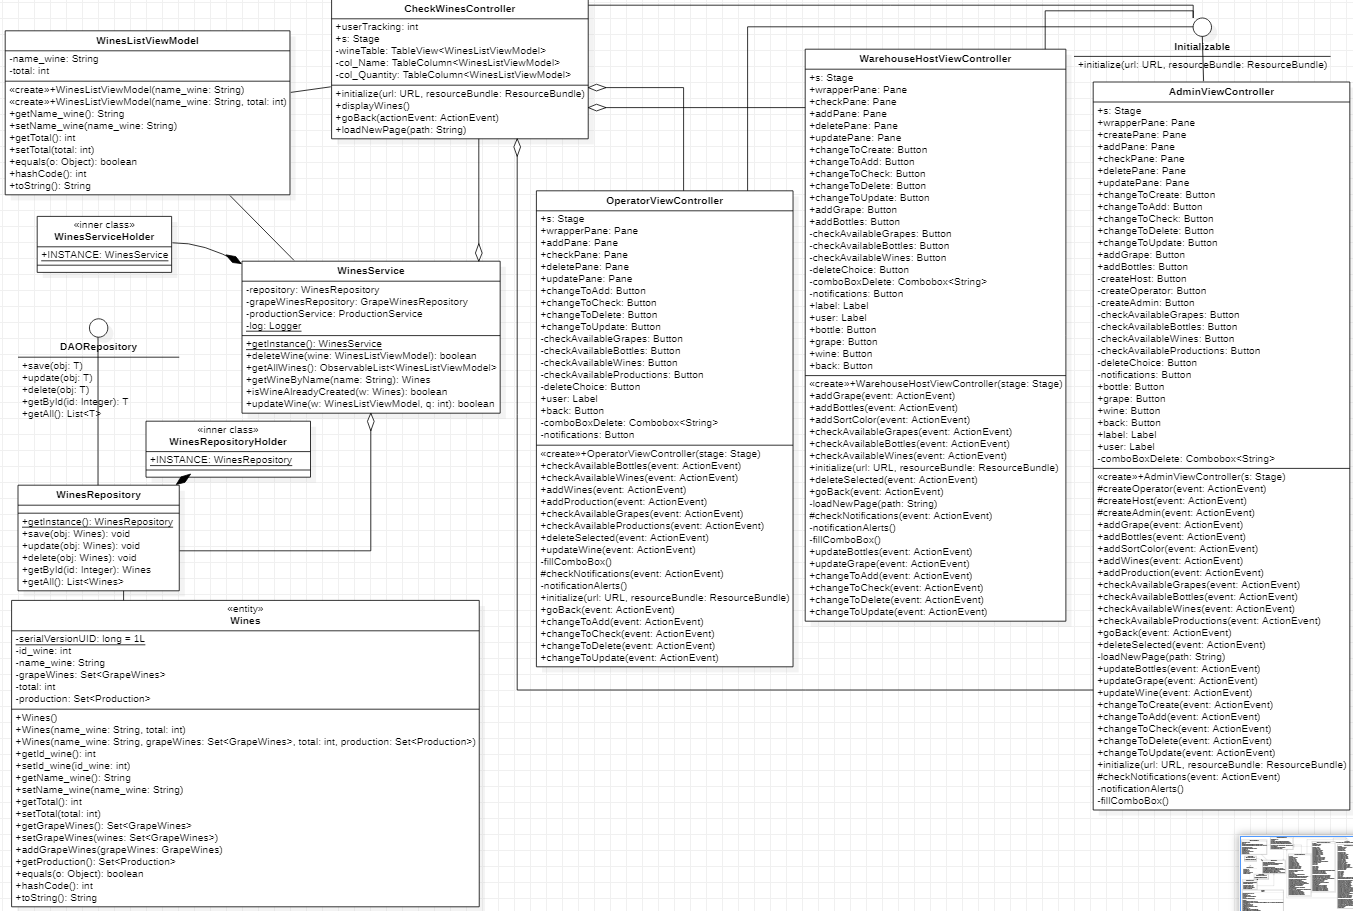 CheckWinesController
+userTracking: int
+s: Stage
-wineTable: TableView<WinesListViewModel>
-col_Name: TableColumn<WinesListViewModel>
-col_Quantity: TableColumn<WinesListViewModel>
+initialize(url: URL, resourceBundle: ResourceBundle)
+displayWines()
+goBack(actionEvent: ActionEvent)
+loadNewPage(path: String)
WinesListViewModel
-name_wine: String
-total: int
«create»+WinesListViewModel(name_wine: String)
«create»+WinesListViewModel(name_wine: String, total: int)
+getName_wine(): String
+setName_wine(name_wine: String)
+getTotal(): int
+setTotal(total: int)
+equals(o: Object): boolean
+hashCode(): int
+toString(): String
«inner class»
WinesServiceHolder
+INSTANCE: WinesService
WinesService
-repository: WinesRepository
-grapeWinesRepository: GrapeWinesRepository
-productionService: ProductionService
-log: Logger
+getInstance(): WinesService
+deleteWine(wine: WinesListViewModel): boolean
+getAllWines(): ObservableList<WinesListViewModel>
+getWineByName(name: String): Wines
+isWineAlreadyCreated(w: Wines): boolean
+updateWine(w: WinesListViewModel, q: int): boolean
DAORepository
+save(obj: T)
+update(obj: T)
+delete(obj: T)
+getById(id: Integer): T
+getAll(): List<T>
«inner class»
WinesRepositoryHolder
+INSTANCE: WinesRepository
WinesRepository
+getInstance(): WinesRepository
+save(obj: Wines): void
+update(obj: Wines): void
+delete(obj: Wines): void
+getById(id: Integer): Wines
+getAll(): List<Wines>
«entity»
Wines
-serialVersionUID: long = 1L
-id_wine: int
-name_wine: String
-grapeWines: Set<GrapeWines>
-total: int
-production: Set<Production>
+Wines()
+Wines(name_wine: String, total: int)
+Wines(name_wine: String, grapeWines: Set<GrapeWines>, total: int, production: Set<Production>)
+getId_wine(): int
+setId_wine(id_wine: int)
+getName_wine(): String
+setName_wine(name_wine: String)
+getTotal(): int
+setTotal(total: int)
+getGrapeWines(): Set<GrapeWines>
+setGrapeWines(wines: Set<GrapeWines>)
+addGrapeWines(grapeWines: GrapeWines)
+getProduction(): Set<Production>
+equals(o: Object): boolean
+hashCode(): int
+toString(): String
OperatorViewController
+s: Stage
+wrapperPane: Pane
+addPane: Pane
+checkPane: Pane
+deletePane: Pane
+updatePane: Pane
+changeToAdd: Button
+changeToCheck: Button
+changeToDelete: Button
+changeToUpdate: Button
-checkAvailableGrapes: Button
-checkAvailableBottles: Button
-checkAvailableWines: Button
-checkAvailableProductions: Button
-deleteChoice: Button
+user: Label
+back: Button
-comboBoxDelete: Combobox<String>
-notifications: Button
«create»+OperatorViewController(stage: Stage)
+checkAvailableBottles(event: ActionEvent)
+checkAvailableWines(event: ActionEvent)
+addWines(event: ActionEvent)
+addProduction(event: ActionEvent)
+checkAvailableGrapes(event: ActionEvent)
+checkAvailableProductions(event: ActionEvent)
+deleteSelected(event: ActionEvent)
+updateWine(event: ActionEvent)
-fillComboBox()
#checkNotifications(event: ActionEvent)
-notificationAlerts()
+initialize(url: URL, resourceBundle: ResourceBundle)
+goBack(event: ActionEvent)
+changeToAdd(event: ActionEvent)
+changeToCheck(event: ActionEvent)
+changeToDelete(event: ActionEvent)
+changeToUpdate(event: ActionEvent)
WarehouseHostViewController
+s: Stage
+wrapperPane: Pane
+checkPane: Pane
+addPane: Pane
+deletePane: Pane
+updatePane: Pane
+changeToCreate: Button
+changeToAdd: Button
+changeToCheck: Button
+changeToDelete: Button
+changeToUpdate: Button
+addGrape: Button
+addBottles: Button
-checkAvailableGrapes: Button
-checkAvailableBottles: Button
-checkAvailableWines: Button
-deleteChoice: Button
-comboBoxDelete: Combobox<String>
-notifications: Button
+label: Label
+user: Label
+bottle: Button
+grape: Button
+wine: Button
+back: Button
«create»+WarehouseHostViewController(stage: Stage)
+addGrape(event: ActionEvent)
+addBottles(event: ActionEvent)
+addSortColor(event: ActionEvent)
+checkAvailableGrapes(event: ActionEvent)
+checkAvailableBottles(event: ActionEvent)
+checkAvailableWines(event: ActionEvent)
+initialize(url: URL, resourceBundle: ResourceBundle)
+deleteSelected(event: ActionEvent)
+goBack(event: ActionEvent)
-loadNewPage(path: String)
#checkNotifications(event: ActionEvent)
-notificationAlerts()
-fillComboBox()
+updateBottles(event: ActionEvent)
+updateGrape(event: ActionEvent)
+changeToAdd(event: ActionEvent)
+changeToCheck(event: ActionEvent)
+changeToDelete(event: ActionEvent)
+changeToUpdate(event: ActionEvent)
Initializable
+initialize(url: URL, resourceBundle: ResourceBundle)
AdminViewController
+s: Stage
+wrapperPane: Pane
+createPane: Pane
+addPane: Pane
+checkPane: Pane
+deletePane: Pane
+updatePane: Pane
+changeToCreate: Button
+changeToAdd: Button
+changeToCheck: Button
+changeToDelete: Button
+changeToUpdate: Button
+addGrape: Button
+addBottles: Button
-createHost: Button
-createOperator: Button
-createAdmin: Button
-checkAvailableGrapes: Button
-checkAvailableBottles: Button
-checkAvailableWines: Button
-checkAvailableProductions: Button
-deleteChoice: Button
-notifications: Button
+bottle: Button
+grape: Button
+wine: Button
+back: Button
+label: Label
+user: Label
-comboBoxDelete: Combobox<String>
«create»+AdminViewController(s: Stage)
#createOperator(event: ActionEvent)
#createHost(event: ActionEvent)
#createAdmin(event: ActionEvent)
+addGrape(event: ActionEvent)
+addBottles(event: ActionEvent)
+addSortColor(event: ActionEvent)
+addWines(event: ActionEvent)
+addProduction(event: ActionEvent)
+checkAvailableGrapes(event: ActionEvent)
+checkAvailableBottles(event: ActionEvent)
+checkAvailableWines(event: ActionEvent)
+checkAvailableProductions(event: ActionEvent)
+goBack(event: ActionEvent)
+deleteSelected(event: ActionEvent)
-loadNewPage(path: String)
+updateBottles(event: ActionEvent)
+updateGrape(event: ActionEvent)
+updateWine(event: ActionEvent)
+changeToCreate(event: ActionEvent)
+changeToAdd(event: ActionEvent)
+changeToCheck(event: ActionEvent)
+changeToDelete(event: ActionEvent)
+changeToUpdate(event: ActionEvent)
+initialize(url: URL, resourceBundle: ResourceBundle)
#checkNotifications(event: ActionEvent)
-notificationAlerts()
-fillComboBox()